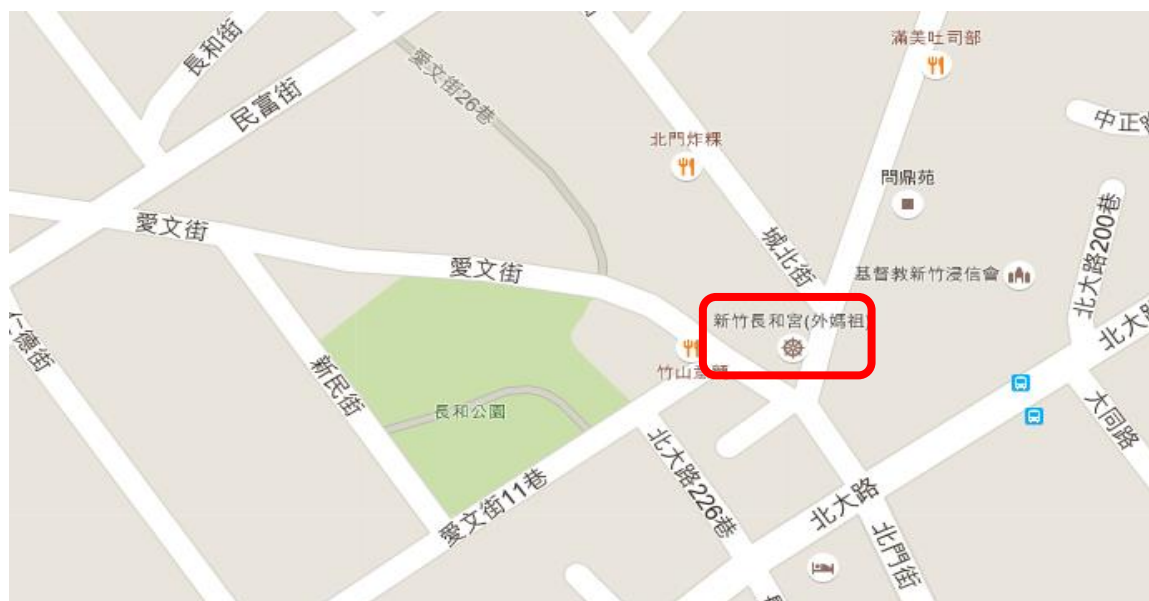 長和街
滿美吐司部
愛文街26巷
民富街
中正路
北門炸粿
問鼎苑
北大路200巷
愛文街
城北街
愛文街
基督教新竹浸信會
新竹長和宮(外媽祖)
北大路
仁德街
竹山意麵
新民街
長和公園
大同路
北大路226巷
愛文街11巷
北大路
北門街